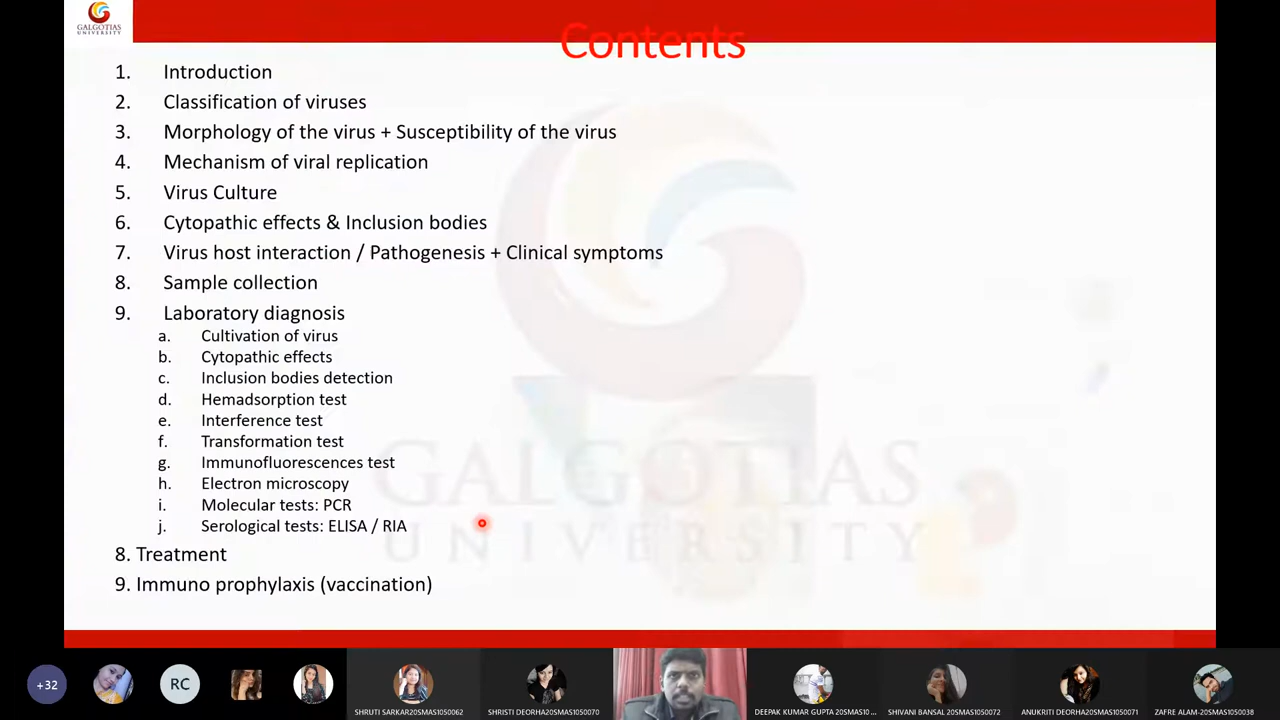 GALGOTIAS
UNIVERSITY
Contents
1. Introduction
2. Classification of viruses
3. Morphology of the virus + Susceptibility of the virus
4. Mechanism of viral replication
5. Virus Culture
6. Cytopathic effects & Inclusion bodies
7. Virus host interaction / Pathogenesis + Clinical symptoms
8. Sample collection
9. Laboratory diagnosis
a. Cultivation of virus
b. Cytopathic effects
c. Inclusion bodies detection
d. Hemadsorption test
e. Interference test
f. Transformation test
g. Immunofluorescences test
h. Electron microscopy
i. Molecular tests: PCR
j. Serological tests: ELISA / RIA
8. Treatment
9. Immuno prophylaxis (vaccination)
GALGOTIAS
UNIVERSITY
+32
RC
SHRUTI SARKAR20SMAS1050062
SHRISTI DEORHA20SMAS1050070
DEEPAK KUMAR GUPTA 20SMAS10 ...
SHIVANI BANSAL 20SMAS1050072
ANUKRITI DEORHA20SMAS1050071
ZAFRE ALAM-20SMAS1050038